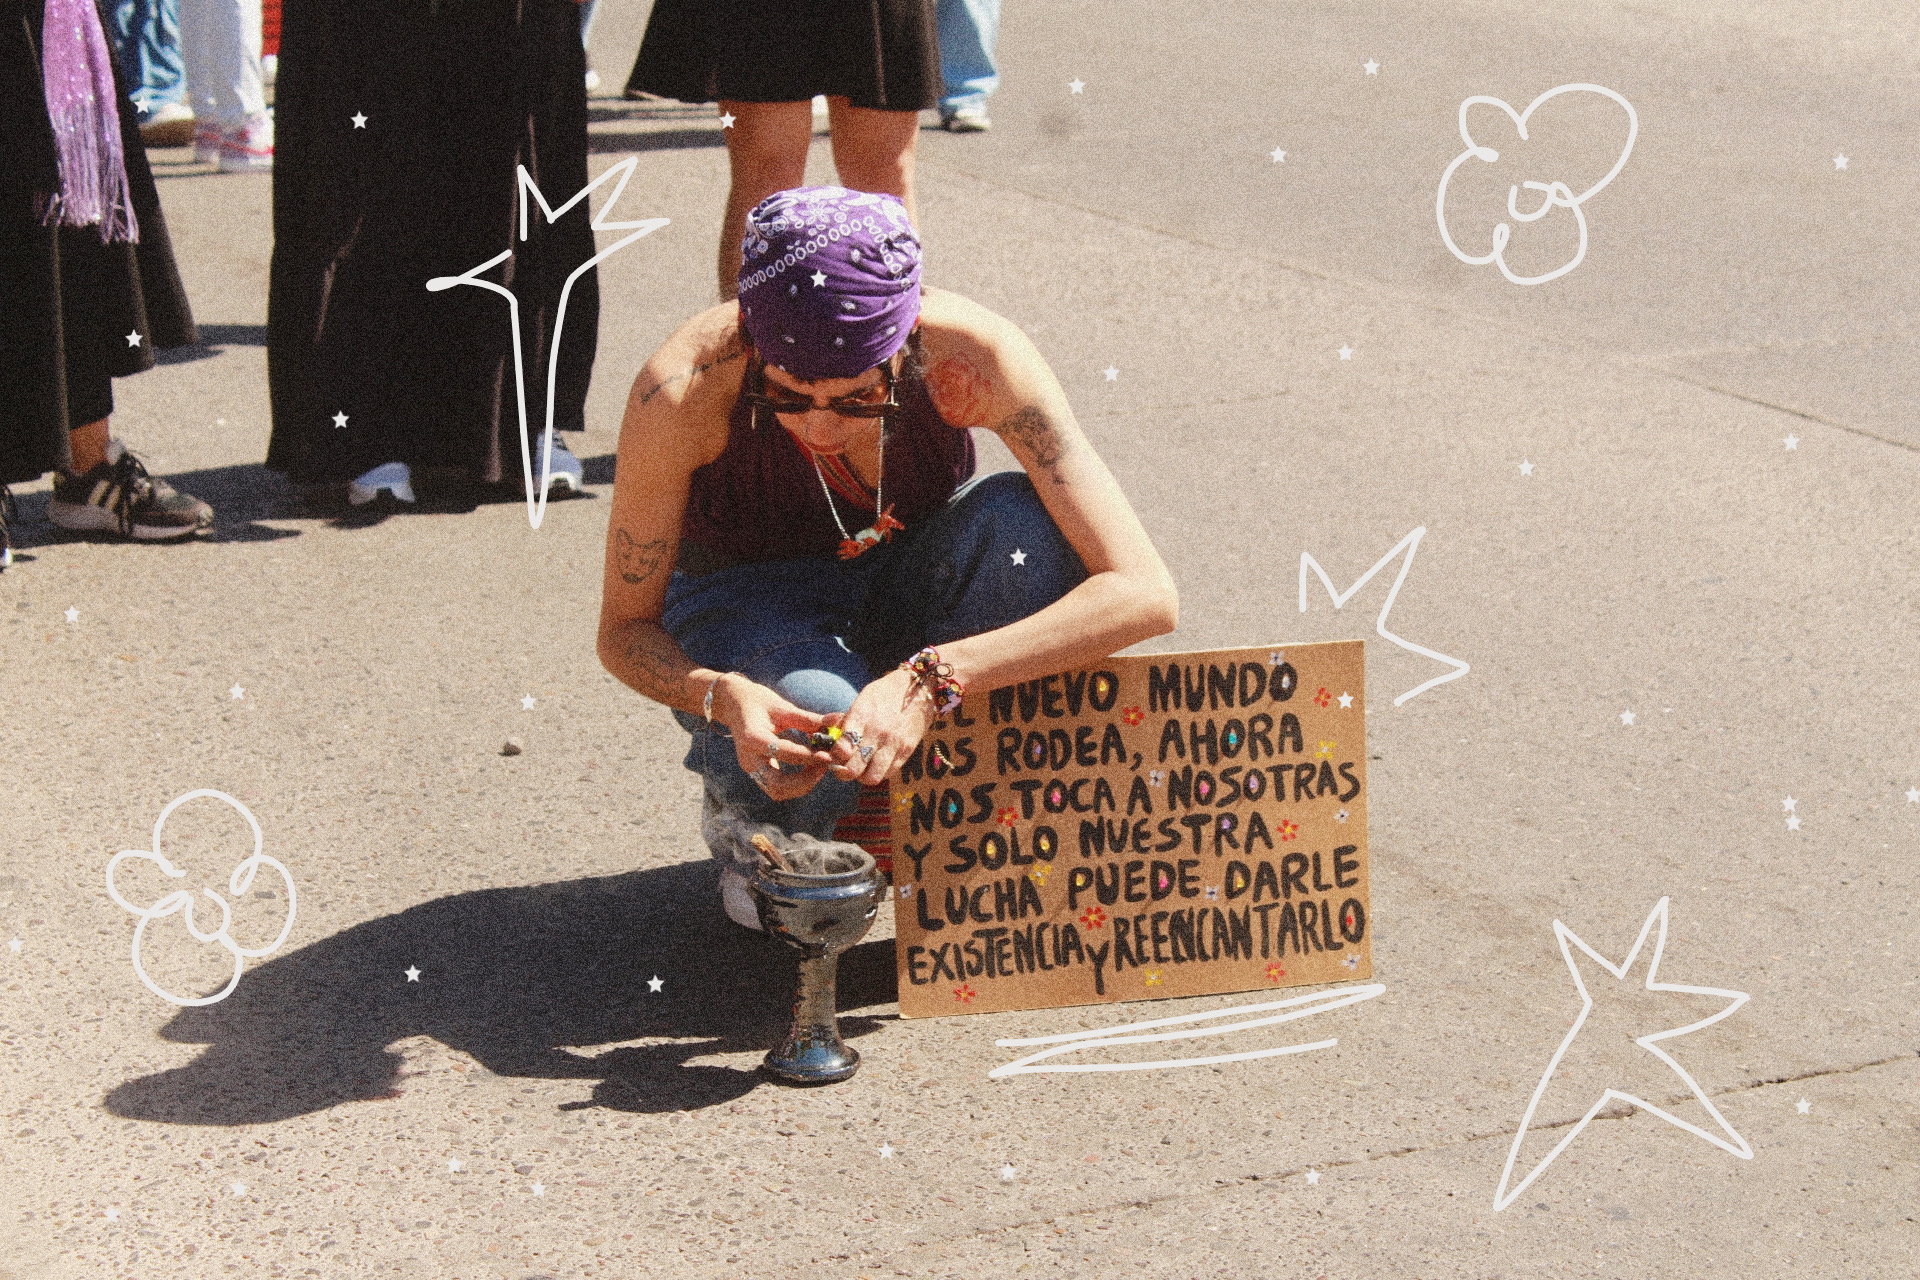 EL NUEVO MUNDO
NOS RODEA, AHORA
NOS TOCA A NOSOTRAS
Y SOLO NUESTRA
LUCHA PUEDE DARLE
EXISTENCIA Y REENCANTARLO